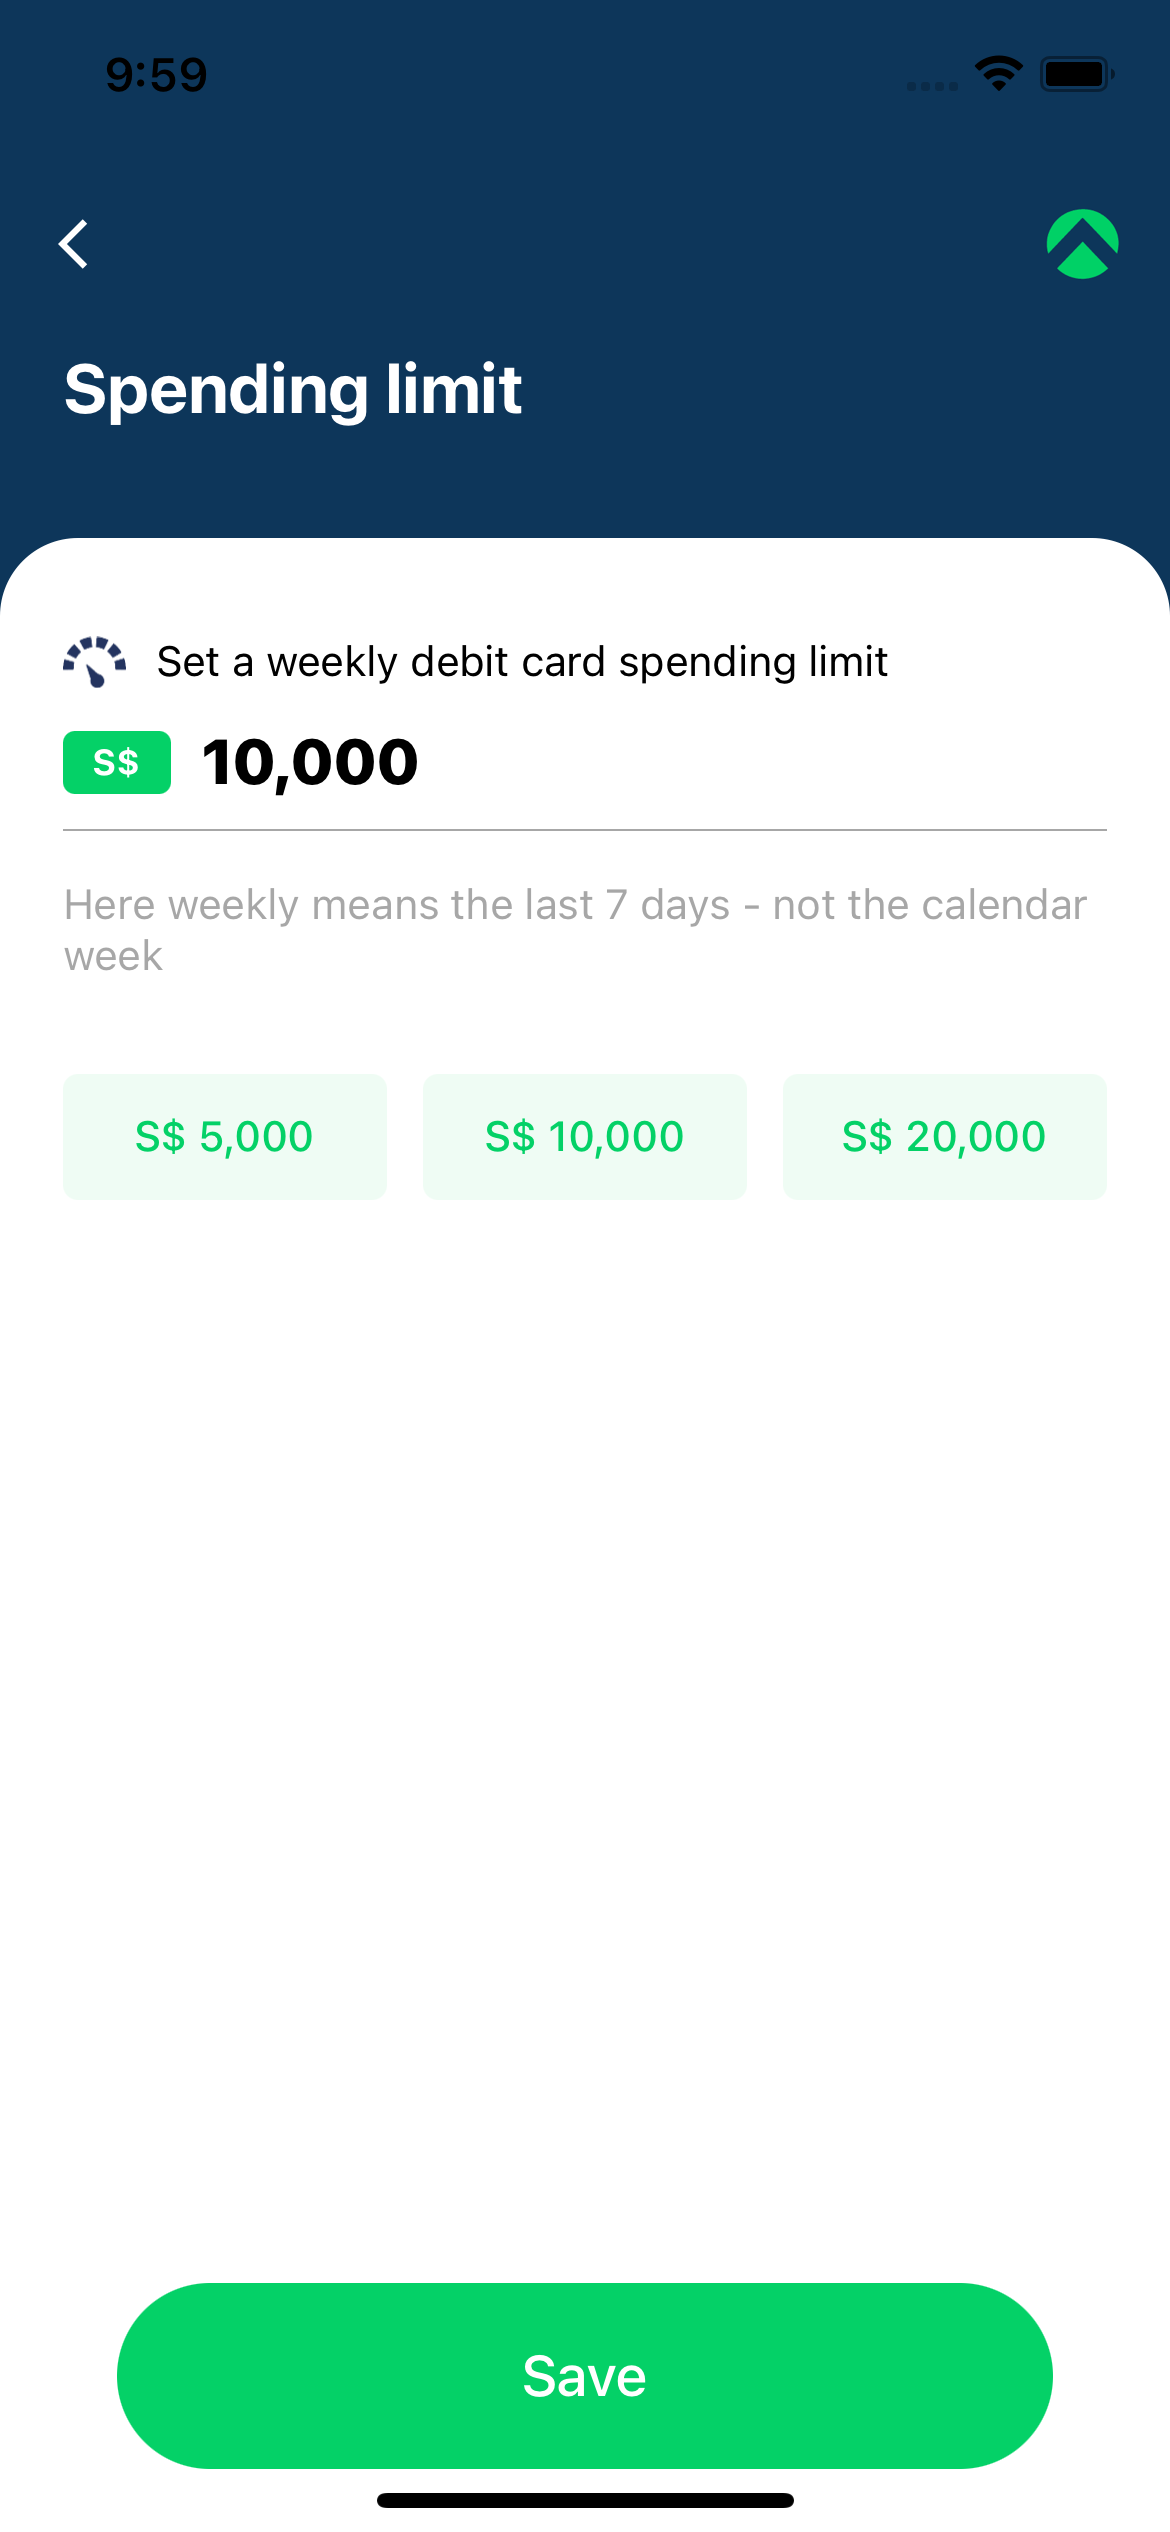 9:59
Spending limit
Set a weekly debit card spending limit
S$ 10,000
Here weekly means the last 7 days - not the calendar
week
S$ 5,000 S$ 10,000 S$ 20,000
Save